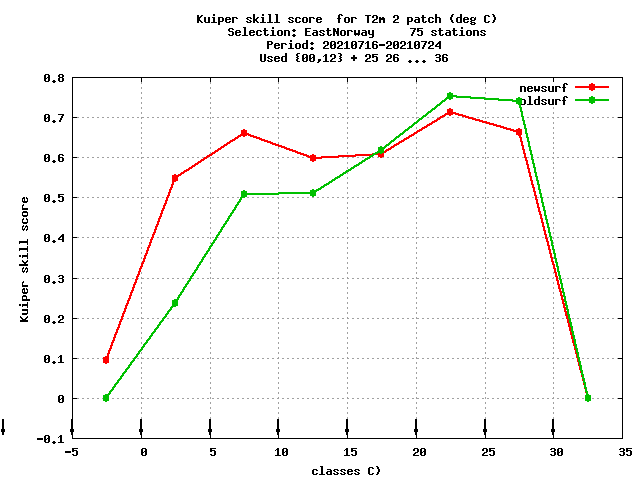 Kuiper skill score  for T2m 2 patch (deg C)
Selection: EastNorway     75 stations
Period: 20210716-20210724
Used {00,12} + 25 26 ... 36
newsurf
oldsurf
0.8
0.7
0.6
0.5
0.4
0.3
0.2
0.1
0
-0.1
Kuiper skill score
-5 0 5 10 15 20 25 30 35
classes C)